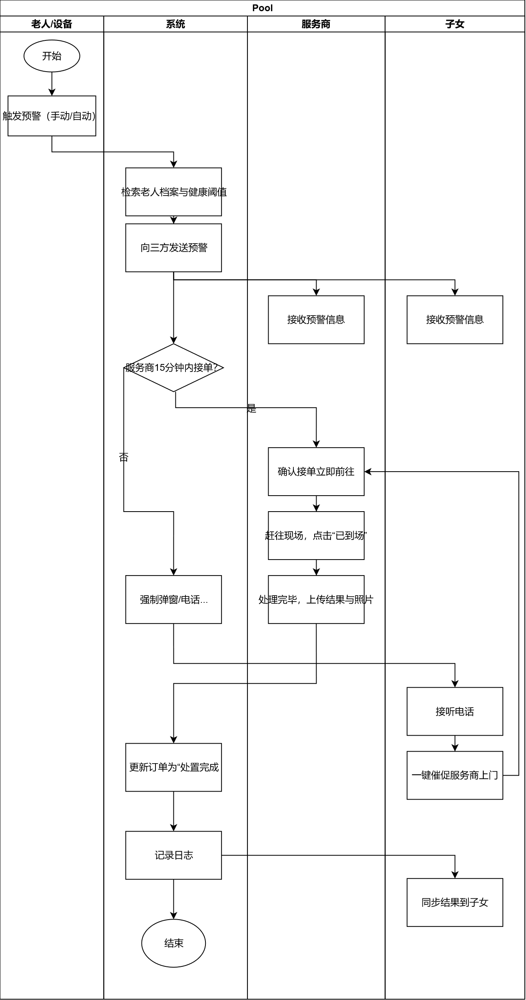 Pool
老人/设备
系统
服务商
子女
开始
触发预警（手动/自动）
检索老人档案与健康阈值
向三方发送预警
接收预警信息
接收预警信息
服务商15分钟内接单？
是
否
确认接单立即前往
赶往现场，点击“已到场”
强制弹窗/电话...
处理完毕，上传结果与照片
接听电话
更新订单为“处置完成
一键催促服务商上门
记录日志
同步结果到子女
结束